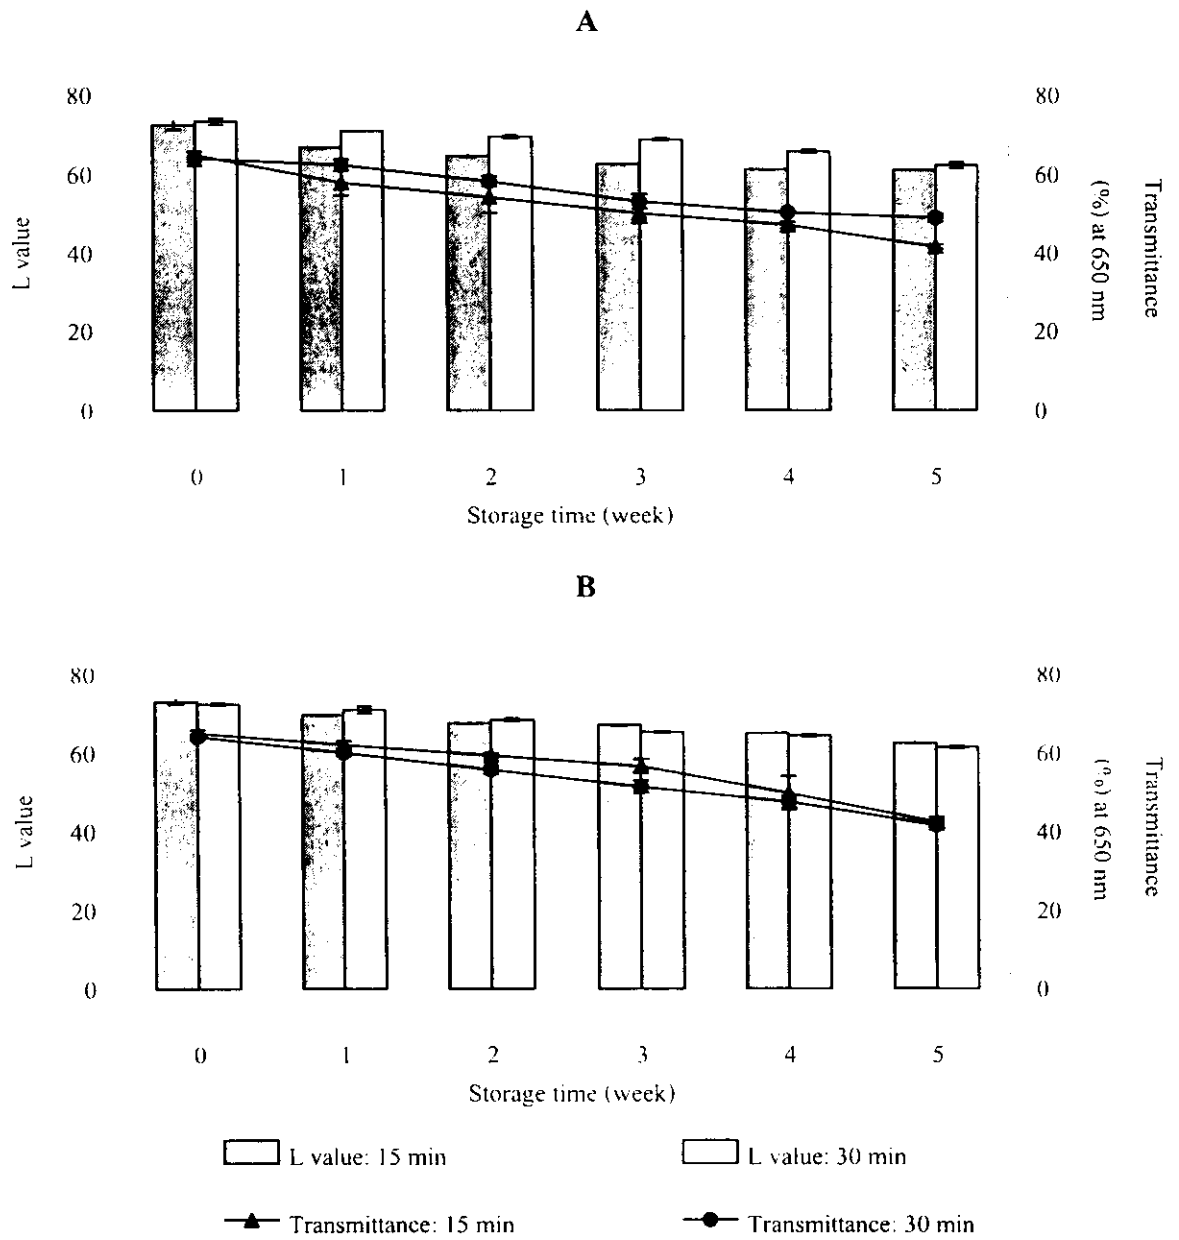 A
80
60
40
20
0
L value
80
60
40
20
0
Transmittance
(%) at 650 nm
0 1 2 3 4 5
Storage time (week)
B
80
60
40
20
0
L value
80
60
40
20
0
Transmittance
(%) at 650 nm
0 1 2 3 4 5
Storage time (week)
L value: 15 min
L value: 30 min
Transmittance: 15 min
Transmittance: 30 min